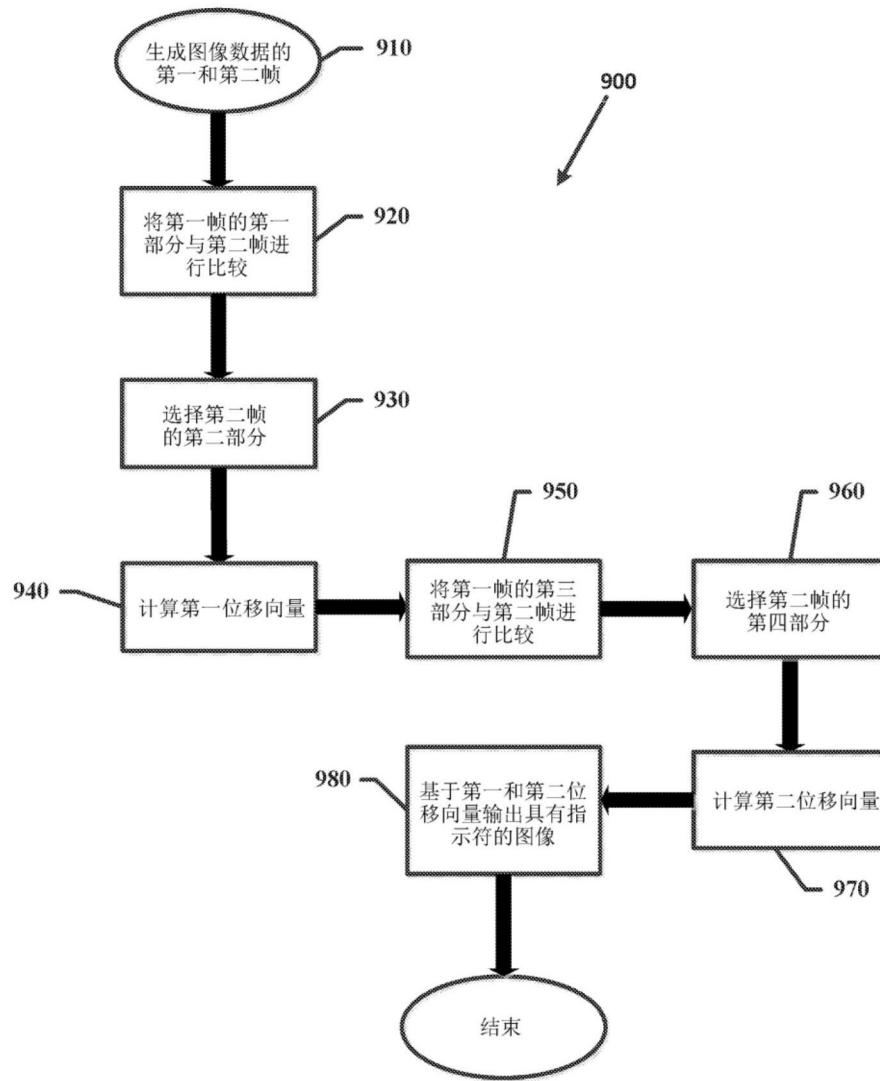 生成图像数据的
第一和第二帧
910
900
将第一帧的第一
部分与第二帧进
行比较
920
选择第二帧
的第二部分
930
940
计算第一位移向量
950
将第一帧的第三
部分与第二帧进
行比较
960
选择第二帧的
第四部分
980
基于第一和第二位
移向量输出具有指
示符的图像
计算第二位移向量
970
结束